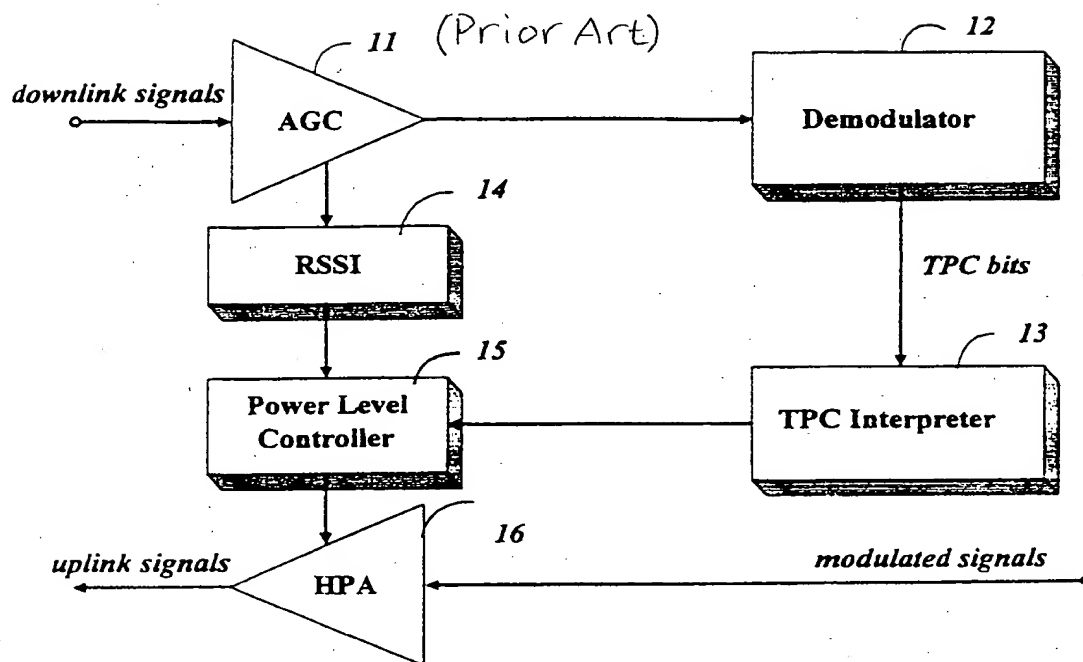 11 (Prior Art) 12
downlink signals
AGC
Demodulator
14
RSSI
TPC bits
15
13
Power Level
Controller
TPC Interpreter
16
uplink signals
HPA
modulated signals